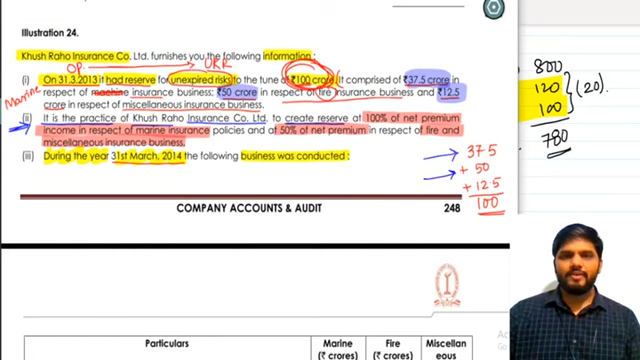 Illustration 24.
Khush Raho Insurance Co. Ltd. furnishes you the following information :
OP. URR
(i) On 31.3.2013 it had reserve for unexpired risks to the tune of ₹100 crore. It comprised of ₹37.5 crore in
Marine
respect of machine insurance business: ₹50 crore in respect of fire insurance business and ₹12.5
crore in respect of miscellaneous insurance business.
(ii) It is the practice of Khush Raho Insurance Co. Ltd. to create reserve at 100% of net premium
income in respect of marine insurance policies and at 50% of net premium in respect of fire and
miscellaneous insurance business.
(iii) During the year 31st March, 2014 the following business was conducted :
37.5
+ 50
+ 12.5
100
800
120
100
(20)
780
COMPANY ACCOUNTS & AUDIT 248
Particulars Marine Fire Miscellan
(₹ crores) (₹ crores) eous